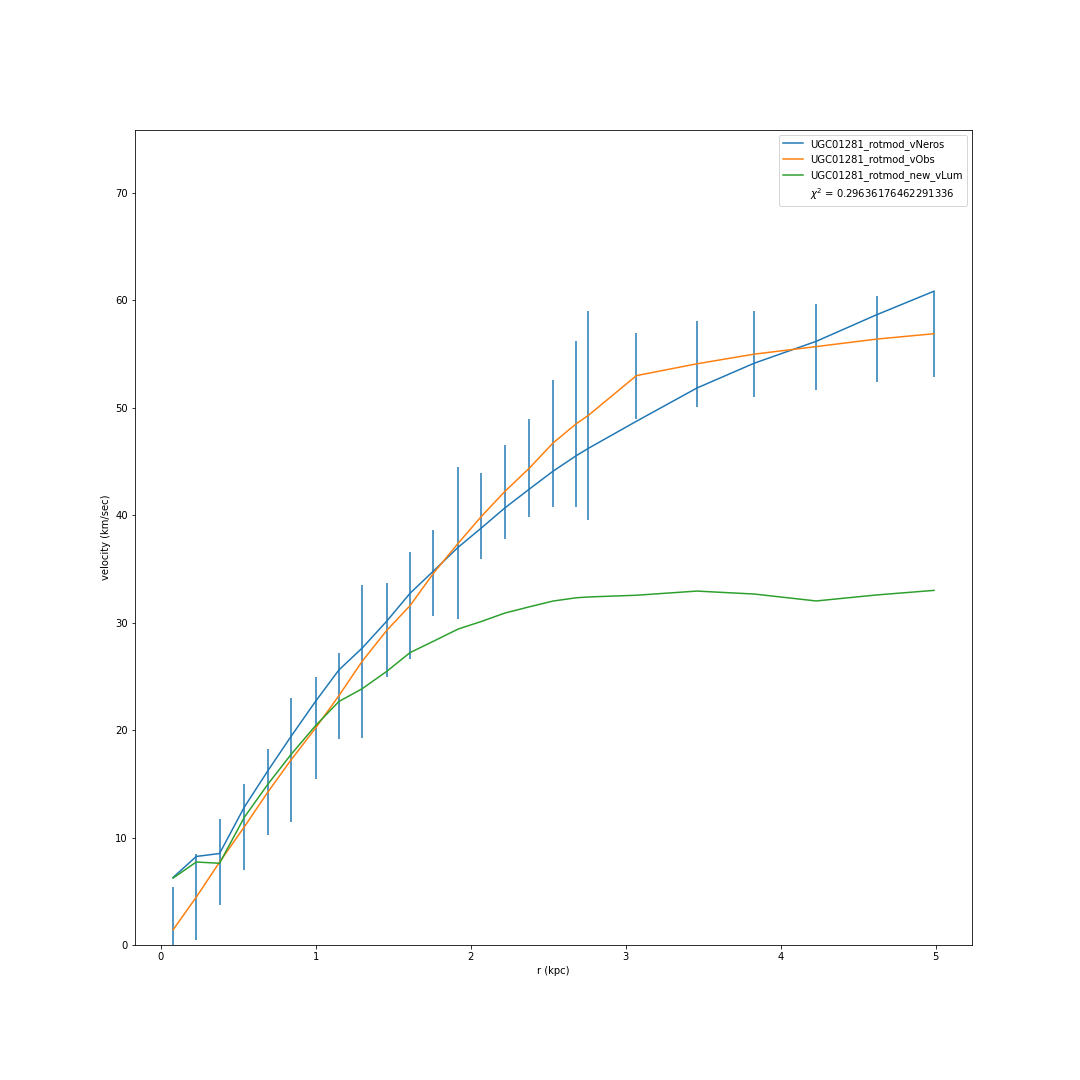 UGC01281_rotmod_vNeros
UGC01281_rotmod_vObs
UGC01281_rotmod_new_vLum
χ² = 0.29636176462291336
70
60
50
40
30
20
10
0
velocity (km/sec)
0 1 2 3 4 5
r (kpc)